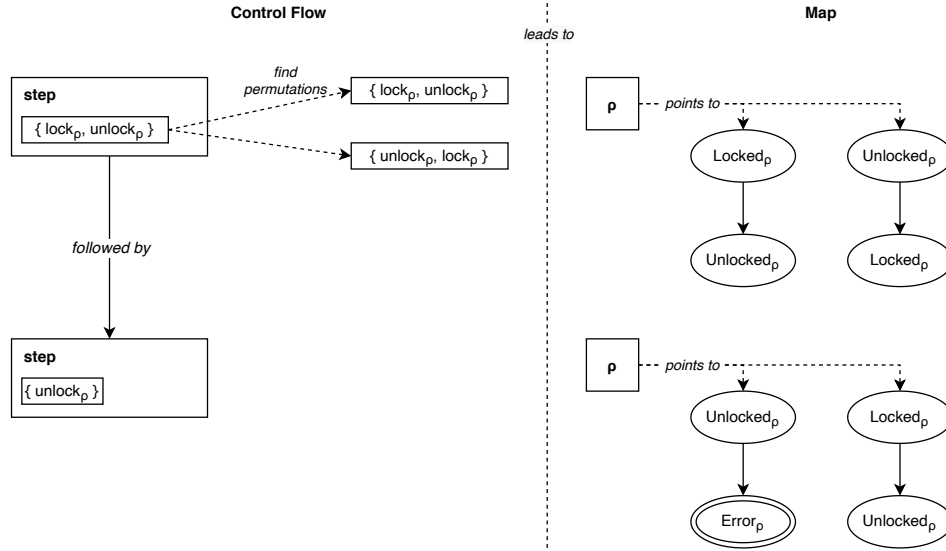 Control Flow
leads to
Map
step
{ lockρ, unlockρ }
find
permutations
{ lockρ, unlockρ }
{ unlockρ, lockρ }
followed by
step
{ unlockρ }
ρ
points to
Lockedρ
Unlockedρ
Unlockedρ
Lockedρ
ρ
points to
Unlockedρ
Lockedρ
Errorρ
Unlockedρ